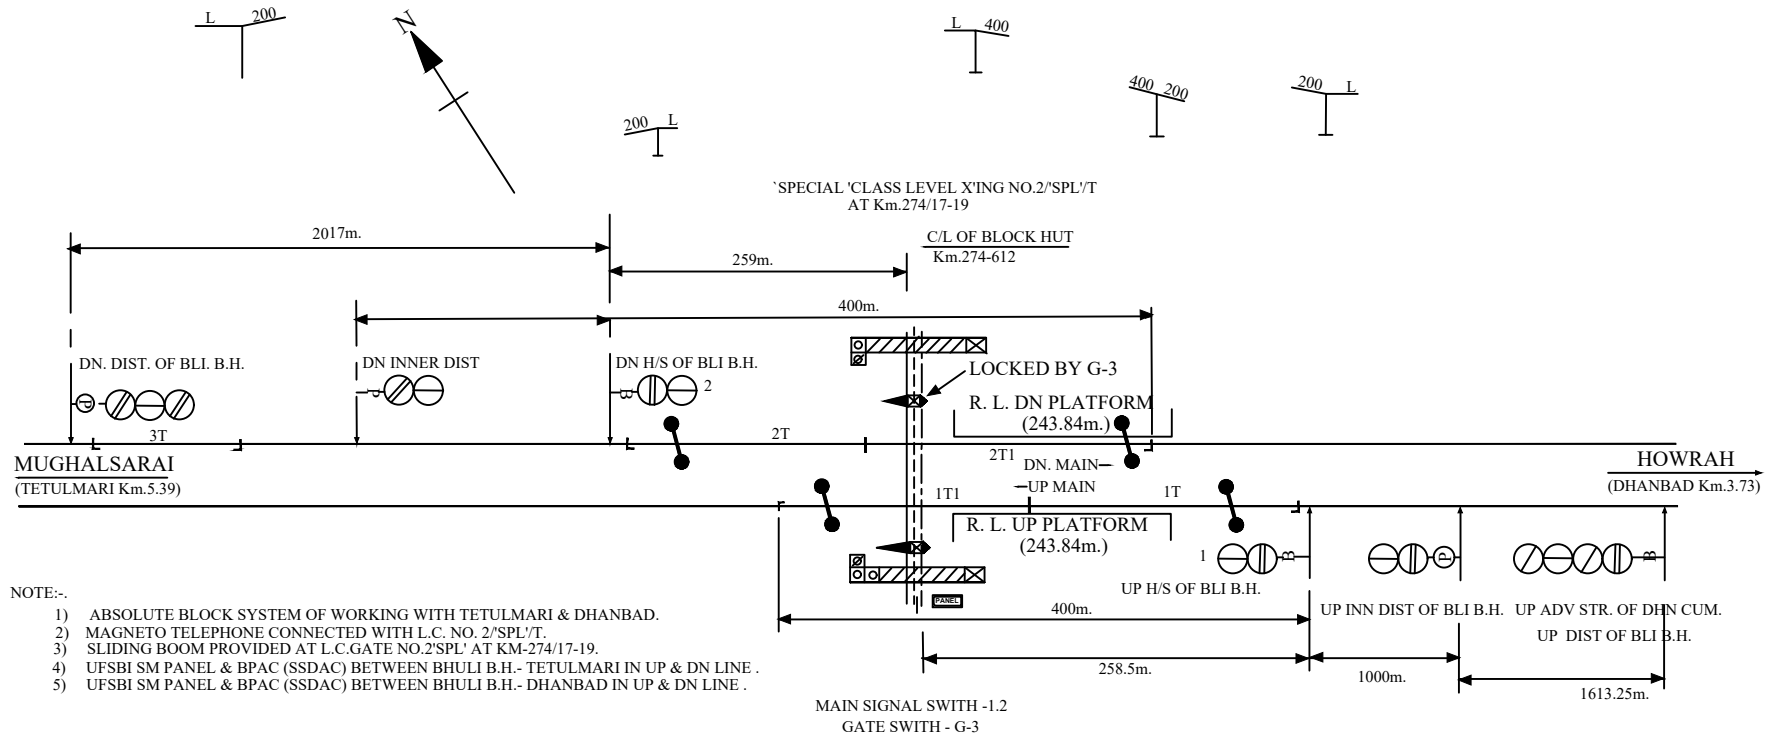 L 200
N
L 400
400 200
200 L
200 L
`SPECIAL 'CLASS LEVEL X'ING NO.2/'SPL'/T
AT Km.274/17-19
2017m.
C/L OF BLOCK HUT
Km.274-612
259m.
400m.
DN. DIST. OF BLI. B.H.
DN INNER DIST
DN H/S OF BLI B.H.
LOCKED BY G-3
P
P
B
2
R. L. DN PLATFORM
(243.84m.)
3T
2T
2T1
MUGHALSARAI
(TETULMARI Km.5.39)
DN. MAIN
UP MAIN
HOWRAH
(DHANBAD Km.3.73)
1T1
1T
R. L. UP PLATFORM
(243.84m.)
1
B
P
B
UP H/S OF BLI B.H.
UP INN DIST OF BLI B.H.
UP ADV STR. OF DHN CUM.
UP DIST OF BLI B.H.
PANEL
400m.
NOTE:-.
1) ABSOLUTE BLOCK SYSTEM OF WORKING WITH TETULMARI & DHANBAD.
2) MAGNETO TELEPHONE CONNECTED WITH L.C. NO. 2/'SPL'/T.
3) SLIDING BOOM PROVIDED AT L.C.GATE NO.2'SPL' AT KM-274/17-19.
4) UFSBI SM PANEL & BPAC (SSDAC) BETWEEN BHULI B.H.- TETULMARI IN UP & DN LINE .
5) UFSBI SM PANEL & BPAC (SSDAC) BETWEEN BHULI B.H.- DHANBAD IN UP & DN LINE .
258.5m.
1000m.
1613.25m.
MAIN SIGNAL SWITH -1.2
GATE SWITH - G-3